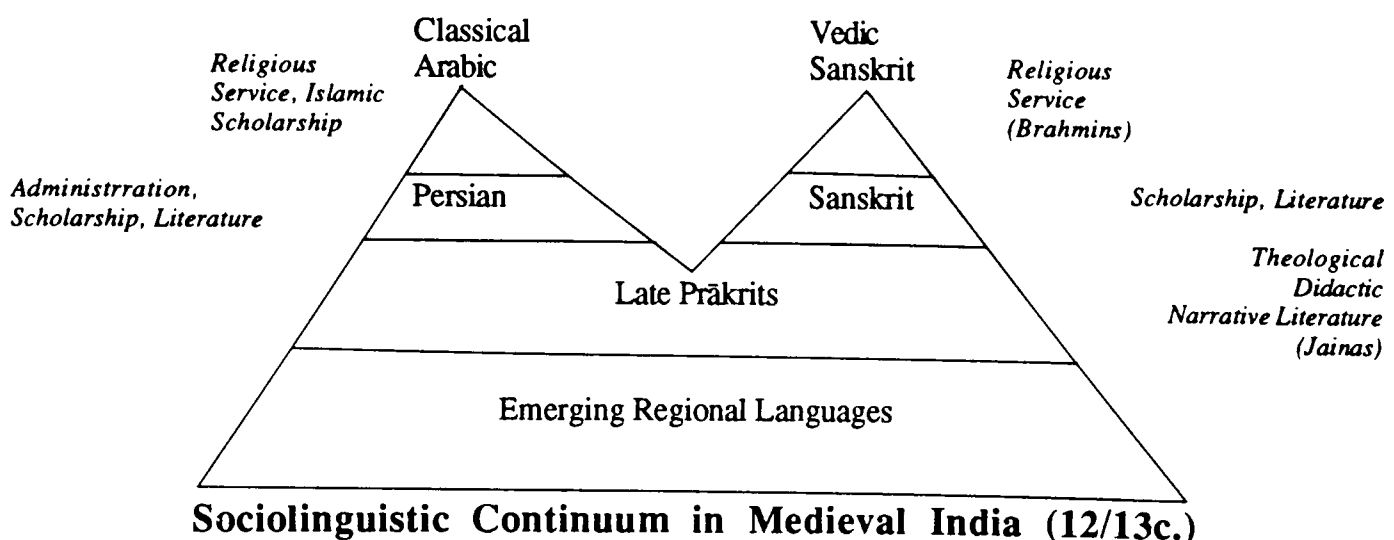 Classical
Arabic
Vedic
Sanskrit
Religious
Service, Islamic
Scholarship
Religious
Service
(Brahmins)
Administrration,
Scholarship, Literature
Persian
Sanskrit
Scholarship, Literature
Late Prākrits
Theological
Didactic
Narrative Literature
(Jainas)
Emerging Regional Languages
Sociolinguistic Continuum in Medieval India (12/13c.)